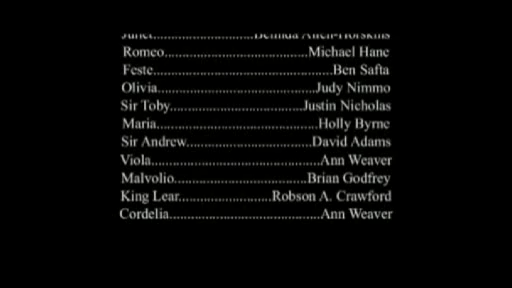 Romeo......................................Michael Hane
Feste................................................Ben Safta
Olivia..........................................Judy Nimmo
Sir Toby...................................Justin Nicholas
Maria...........................................Holly Byrne
Sir Andrew.................................David Adams
Viola.............................................Ann Weaver
Malvolio...................................Brian Godfrey
King Lear.........................Robson A. Crawford
Cordelia........................................Ann Weaver